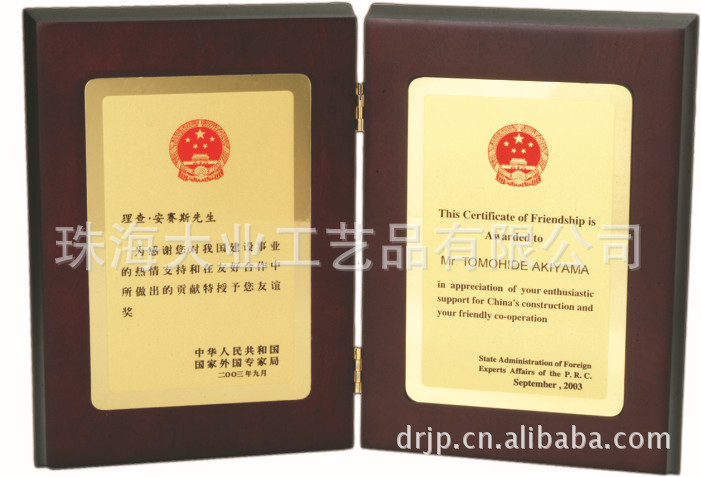 理查·安赛斯先生
为感谢您对我国建设事业
的热情支持和在友好合作中
所做出的贡献特授予您友谊
奖
中华人民共和国
国家外国专家局
二OO三年九月
This Certificate of Friendship is
Awarded to
Mr TOMOHIDE AKIYAMA
in appreciation of your enthusiastic
support for China's construction and
your friendly co-operation
State Administration of Foreign
Experts Affairs of the P. R. C.
September , 2003
珠海大业工艺品有限公司
drjp.cn.alibaba.com